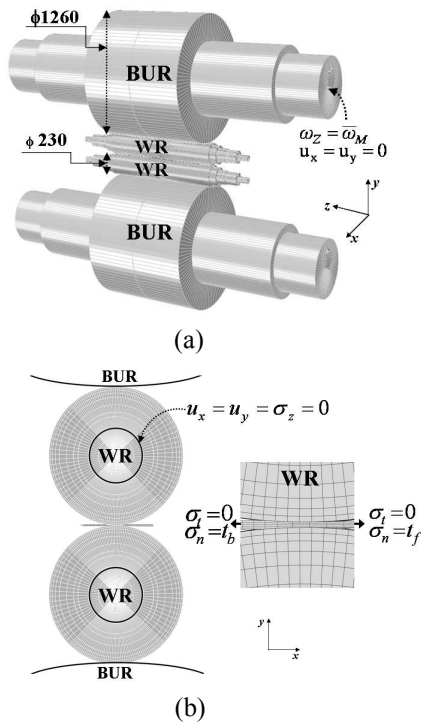 ϕ1260
BUR
ϕ 230
WR
WR
ω_Z = ω̄_M
u_x = u_y = 0
BUR
y
z
x
(a)
BUR
u_x = u_y = σ_z = 0
WR
WR
σ_t = 0
σ_n = t_b
σ_t = 0
σ_n = t_f
WR
y
x
BUR
(b)